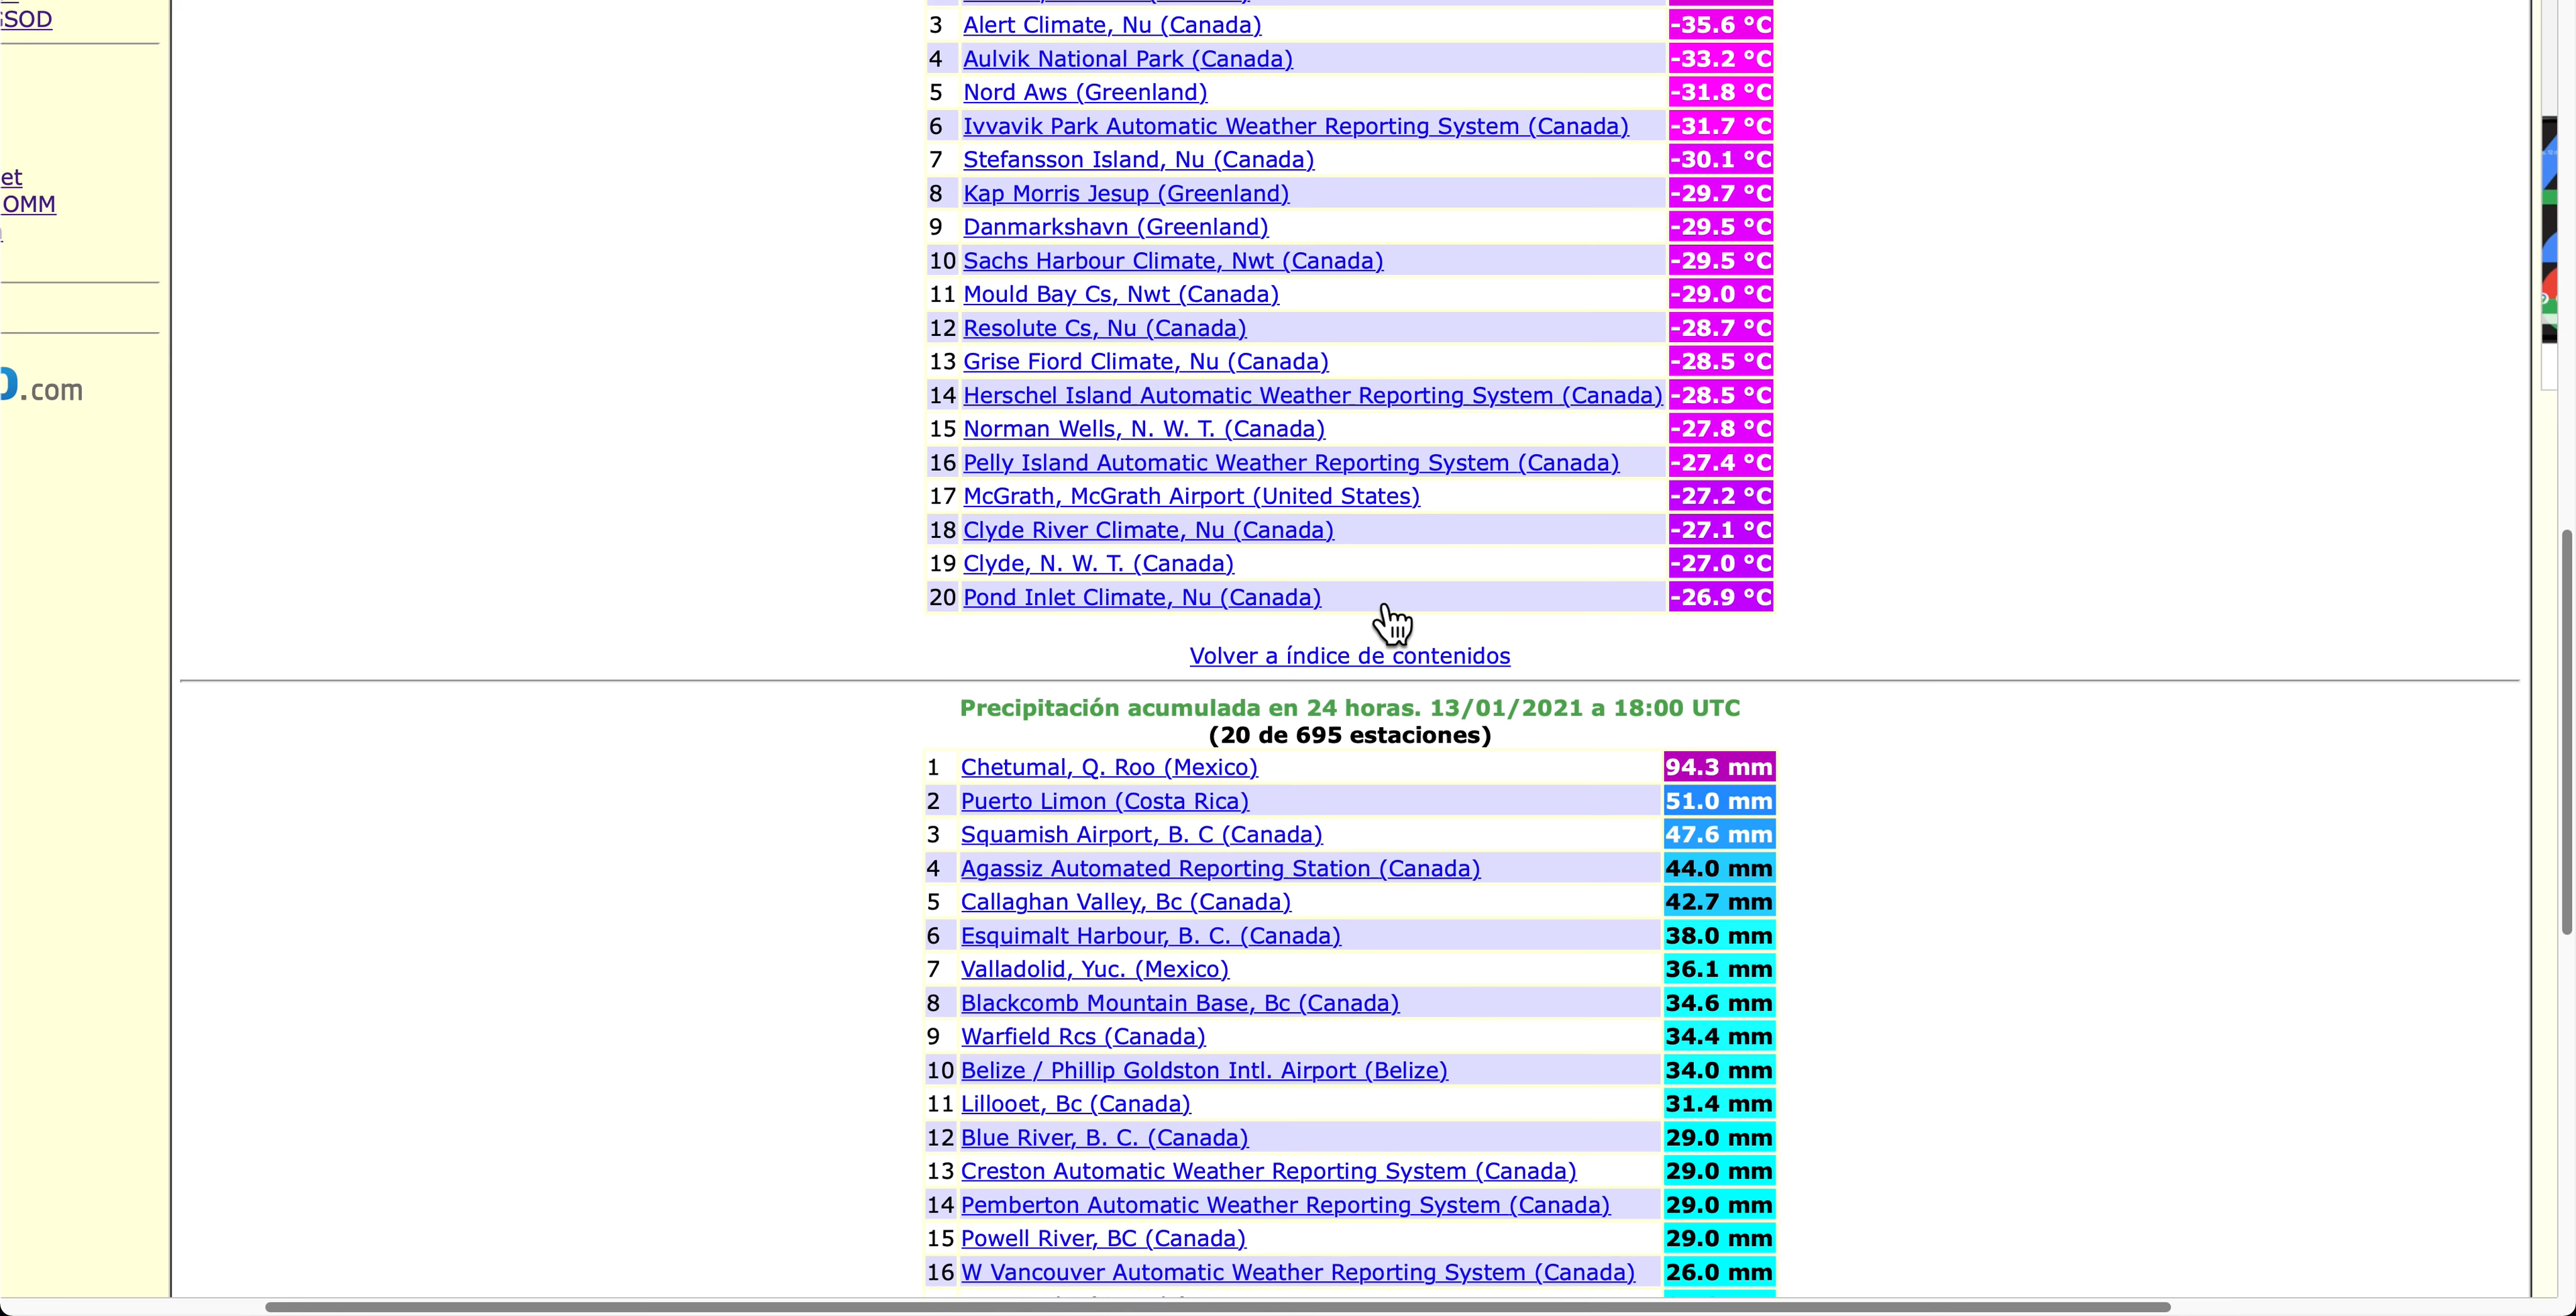 SOD
et
OMM
.com
3 Alert Climate, Nu (Canada) -35.6 °C
4 Aulvik National Park (Canada) -33.2 °C
5 Nord Aws (Greenland) -31.8 °C
6 Ivvavik Park Automatic Weather Reporting System (Canada) -31.7 °C
7 Stefansson Island, Nu (Canada) -30.1 °C
8 Kap Morris Jesup (Greenland) -29.7 °C
9 Danmarkshavn (Greenland) -29.5 °C
10 Sachs Harbour Climate, Nwt (Canada) -29.5 °C
11 Mould Bay Cs, Nwt (Canada) -29.0 °C
12 Resolute Cs, Nu (Canada) -28.7 °C
13 Grise Fiord Climate, Nu (Canada) -28.5 °C
14 Herschel Island Automatic Weather Reporting System (Canada) -28.5 °C
15 Norman Wells, N. W. T. (Canada) -27.8 °C
16 Pelly Island Automatic Weather Reporting System (Canada) -27.4 °C
17 McGrath, McGrath Airport (United States) -27.2 °C
18 Clyde River Climate, Nu (Canada) -27.1 °C
19 Clyde, N. W. T. (Canada) -27.0 °C
20 Pond Inlet Climate, Nu (Canada) -26.9 °C
Volver a índice de contenidos
Precipitación acumulada en 24 horas. 13/01/2021 a 18:00 UTC
(20 de 695 estaciones)
1 Chetumal, Q. Roo (Mexico) 94.3 mm
2 Puerto Limon (Costa Rica) 51.0 mm
3 Squamish Airport, B. C (Canada) 47.6 mm
4 Agassiz Automated Reporting Station (Canada) 44.0 mm
5 Callaghan Valley, Bc (Canada) 42.7 mm
6 Esquimalt Harbour, B. C. (Canada) 38.0 mm
7 Valladolid, Yuc. (Mexico) 36.1 mm
8 Blackcomb Mountain Base, Bc (Canada) 34.6 mm
9 Warfield Rcs (Canada) 34.4 mm
10 Belize / Phillip Goldston Intl. Airport (Belize) 34.0 mm
11 Lillooet, Bc (Canada) 31.4 mm
12 Blue River, B. C. (Canada) 29.0 mm
13 Creston Automatic Weather Reporting System (Canada) 29.0 mm
14 Pemberton Automatic Weather Reporting System (Canada) 29.0 mm
15 Powell River, BC (Canada) 29.0 mm
16 W Vancouver Automatic Weather Reporting System (Canada) 26.0 mm